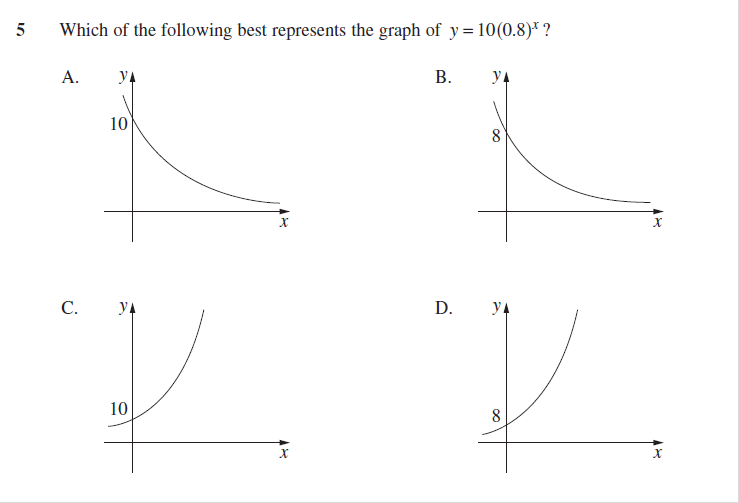 5 Which of the following best represents the graph of y = 10(0.8)ˣ ?
A. y B. y
10 8
x x
C. y D. y
10 8
x x